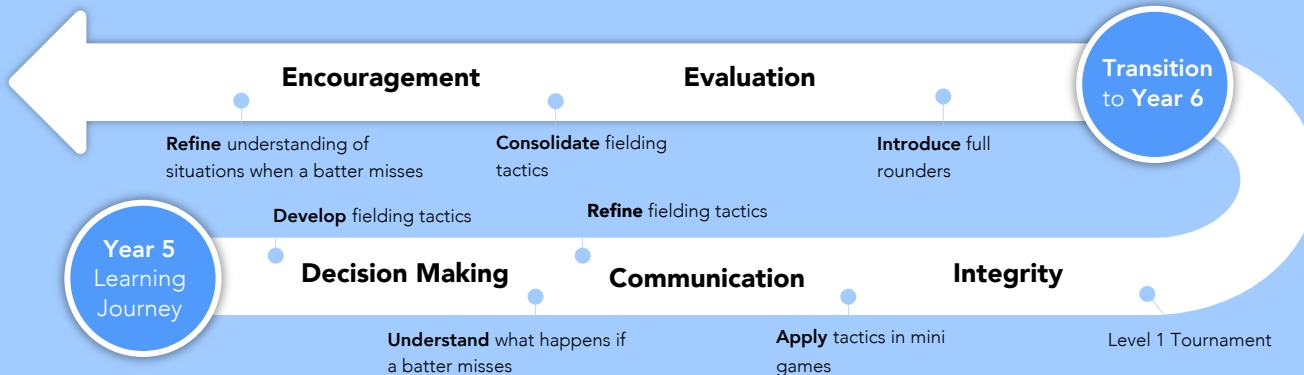 Encouragement
Evaluation
Transition
to Year 6
Refine understanding of
situations when a batter misses
Consolidate fielding
tactics
Introduce full
rounders
Develop fielding tactics
Refine fielding tactics
Year 5
Learning
Journey
Decision Making
Communication
Integrity
Understand what happens if
a batter misses
Apply tactics in mini
games
Level 1 Tournament